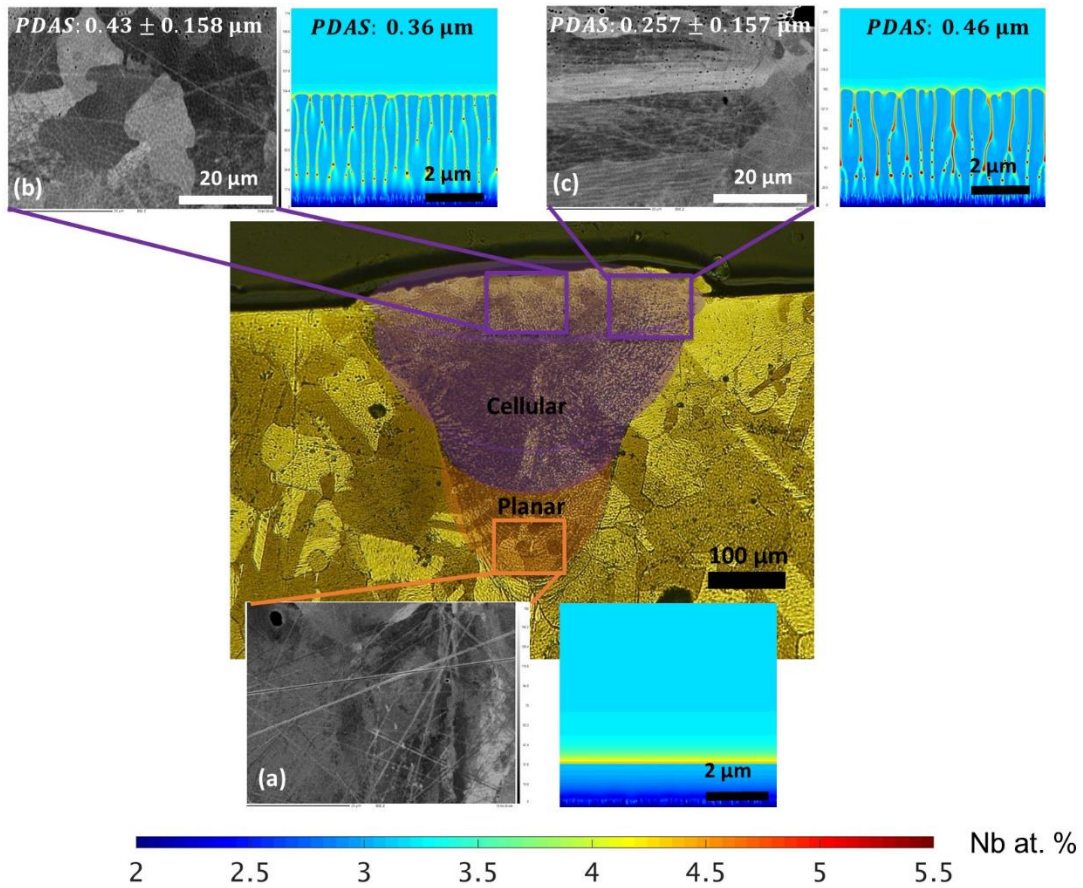 PDAS: 0.43 ± 0.158 μm
PDAS: 0.36 μm
(b)
20 μm
2 μm
PDAS: 0.257 ± 0.157 μm
PDAS: 0.46 μm
(c)
20 μm
2 μm
Cellular
Planar
100 μm
(a)
2 μm
Nb at. %
2 2.5 3 3.5 4 4.5 5 5.5